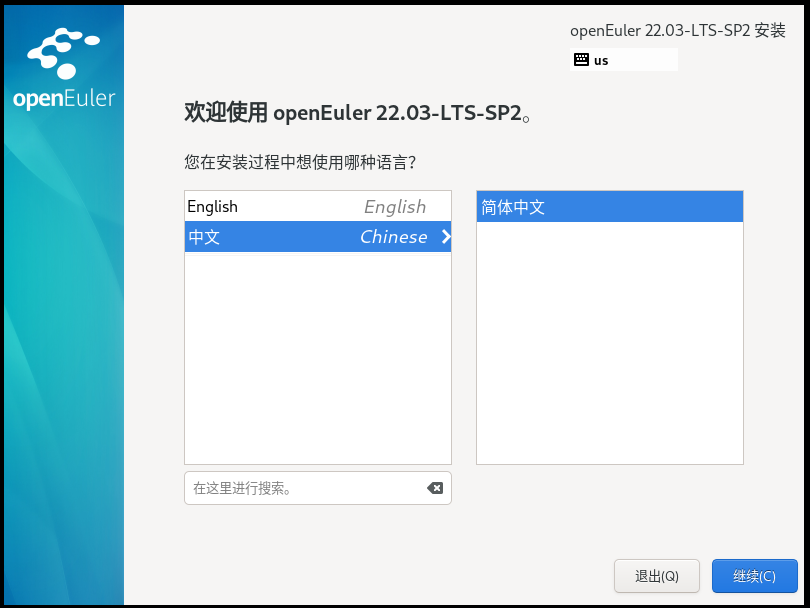 openEuler
openEuler 22.03-LTS-SP2 安装
us
欢迎使用 openEuler 22.03-LTS-SP2。
您在安装过程中想使用哪种语言？
English English
中文 Chinese
简体中文
在这里进行搜索。
退出(Q) 继续(C)